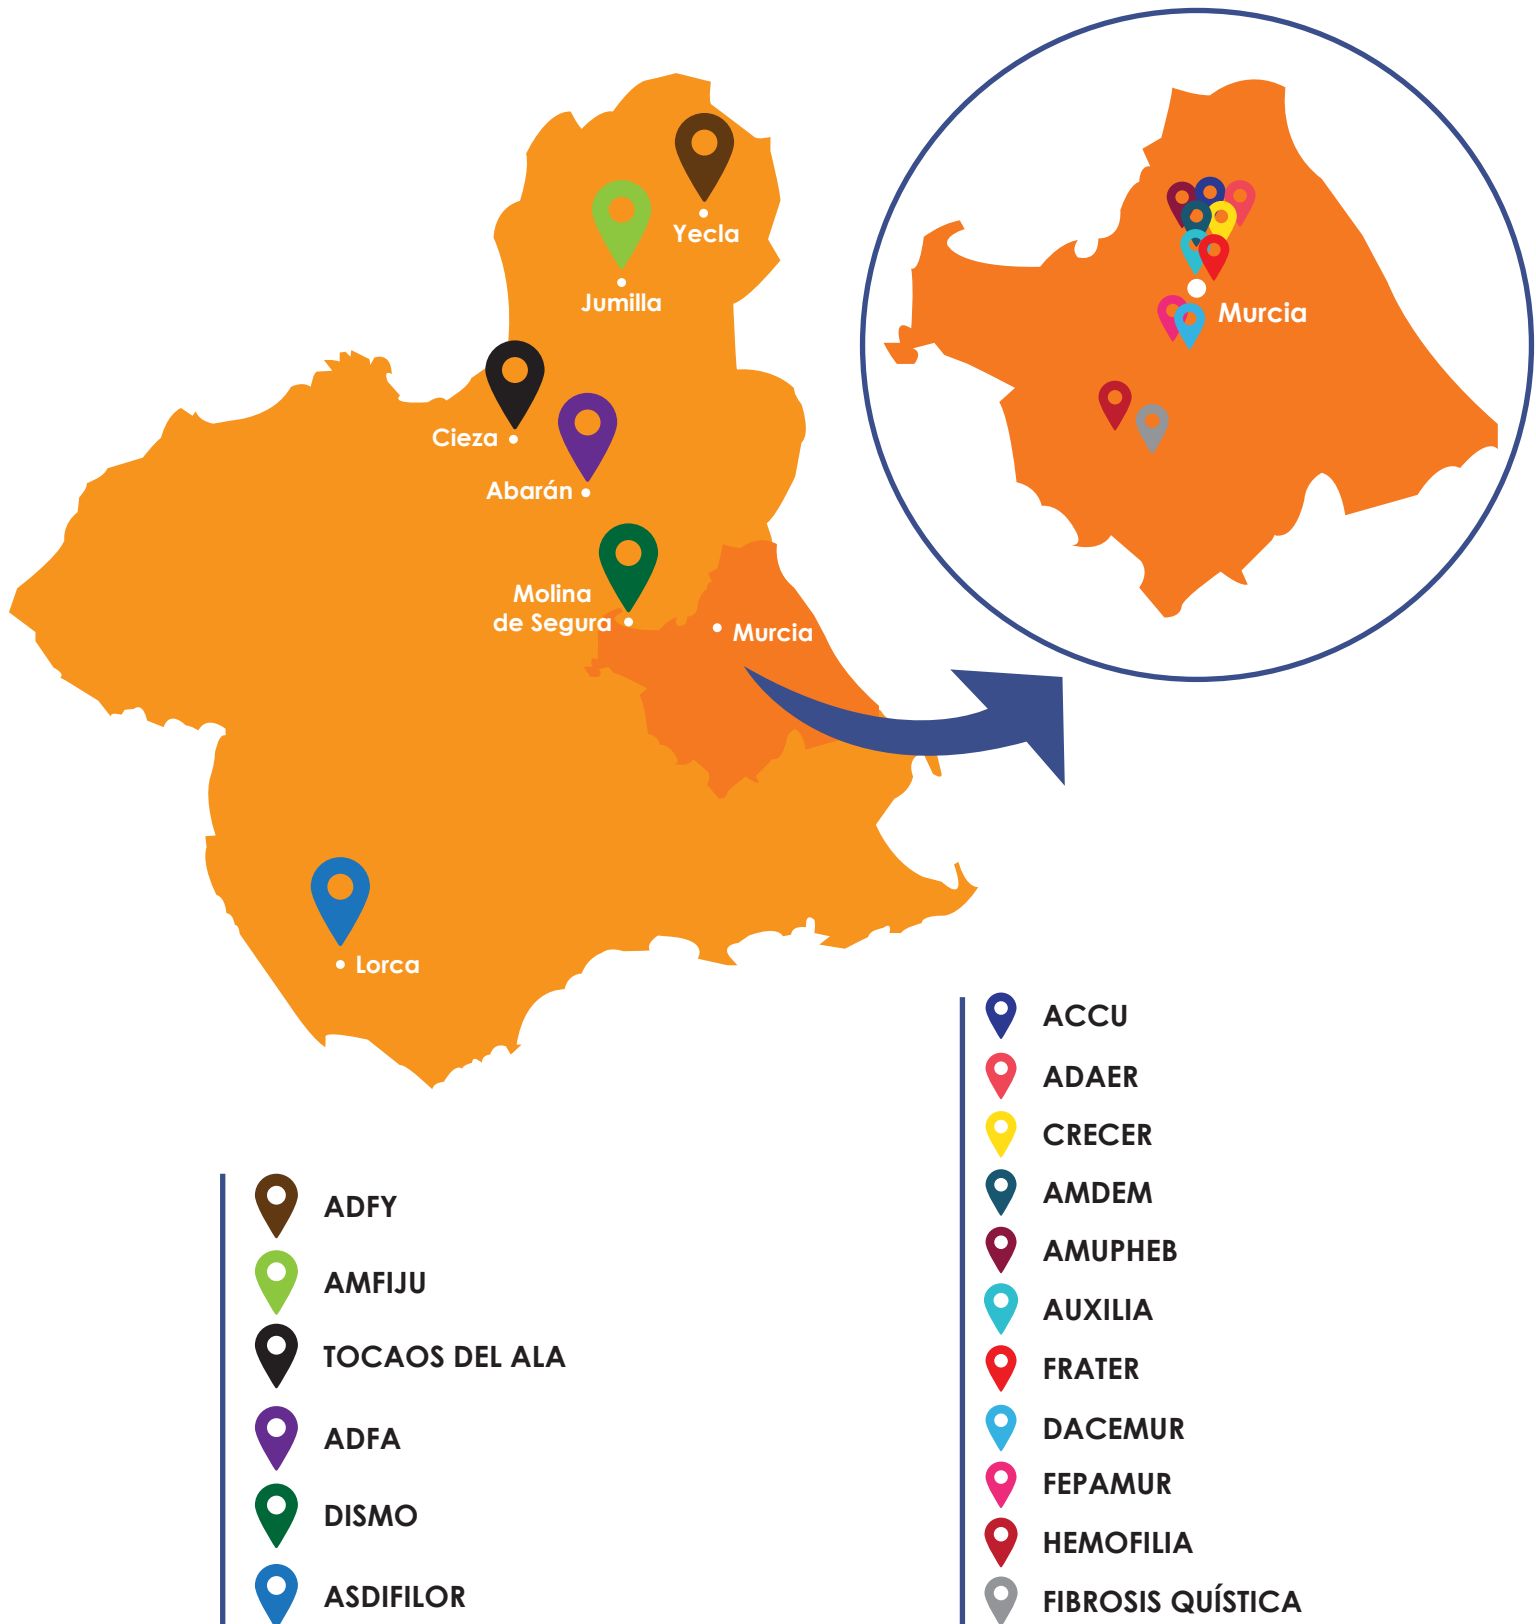 Yecla
Jumilla
Cieza
Abarán
Molina
de Segura
Murcia
Lorca
Murcia
ADFY
AMFIJU
TOCAOS DEL ALA
ADFA
DISMO
ASDIFILOR
ACCU
ADAER
CRECER
AMDEM
AMUPHEB
AUXILIA
FRATER
DACEMUR
FEPAMUR
HEMOFILIA
FIBROSIS QUÍSTICA